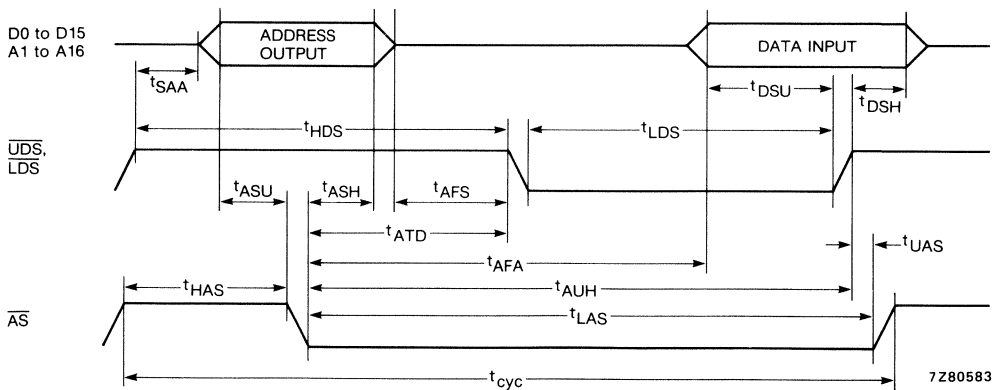 D0 to D15
A1 to A16
ADDRESS
OUTPUT
DATA INPUT
tSAA
tDSU
tDSH
tHDS
tLDS
UDS,
LDS
tASU
tASH
tAFS
tATD
tUAS
tAFA
tHAS
tAUH
tLAS
AS
tcyc
7Z80583